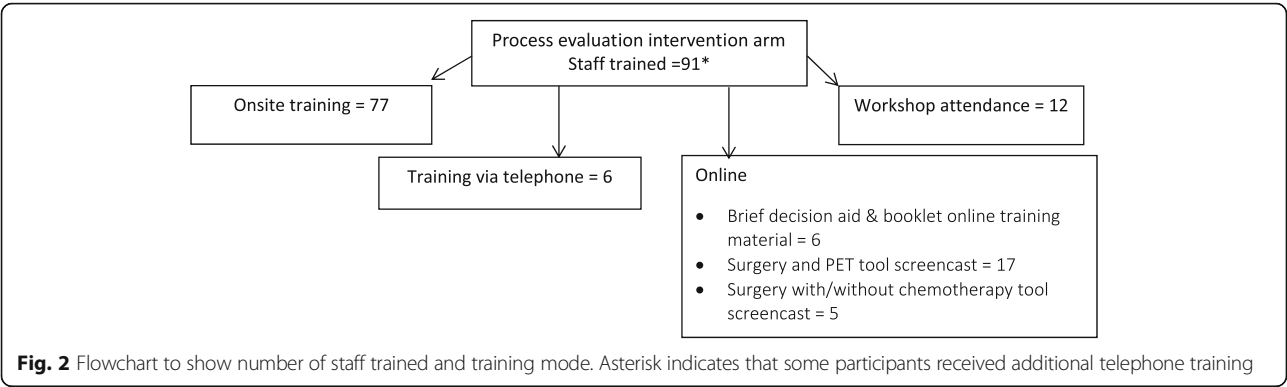 Process evaluation intervention arm
Staff trained =91*
Onsite training = 77
Workshop attendance = 12
Training via telephone = 6
Online
• Brief decision aid & booklet online training
material = 6
• Surgery and PET tool screencast = 17
• Surgery with/without chemotherapy tool
screencast = 5
Fig. 2 Flowchart to show number of staff trained and training mode. Asterisk indicates that some participants received additional telephone training